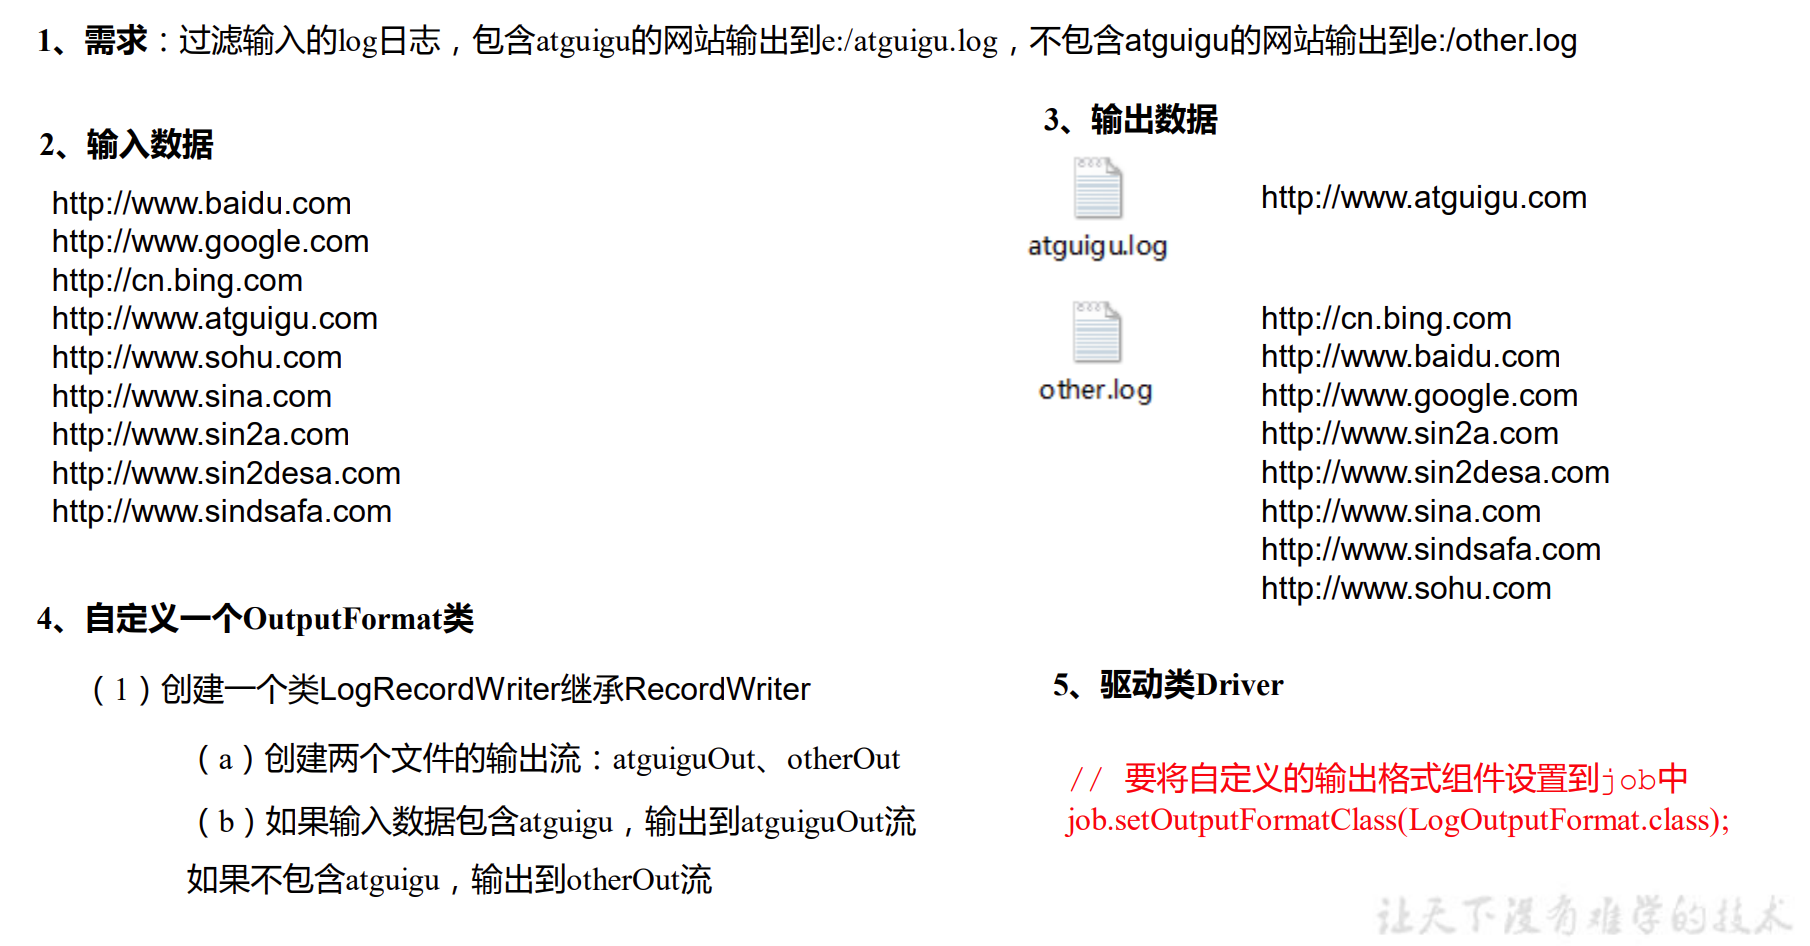 1、需求：过滤输入的log日志，包含atguigu的网站输出到e:/atguigu.log，不包含atguigu的网站输出到e:/other.log
2、输入数据
http://www.baidu.com
http://www.google.com
http://cn.bing.com
http://www.atguigu.com
http://www.sohu.com
http://www.sina.com
http://www.sin2a.com
http://www.sin2desa.com
http://www.sindsafa.com
3、输出数据
atguigu.log
http://www.atguigu.com
other.log
http://cn.bing.com
http://www.baidu.com
http://www.google.com
http://www.sin2a.com
http://www.sin2desa.com
http://www.sina.com
http://www.sindsafa.com
http://www.sohu.com
4、自定义一个OutputFormat类
（1）创建一个类LogRecordWriter继承RecordWriter
（a）创建两个文件的输出流：atguiguOut、otherOut
（b）如果输入数据包含atguigu，输出到atguiguOut流
如果不包含atguigu，输出到otherOut流
5、驱动类Driver
// 要将自定义的输出格式组件设置到job中
job.setOutputFormatClass(LogOutputFormat.class);
让天下没有难学的技术